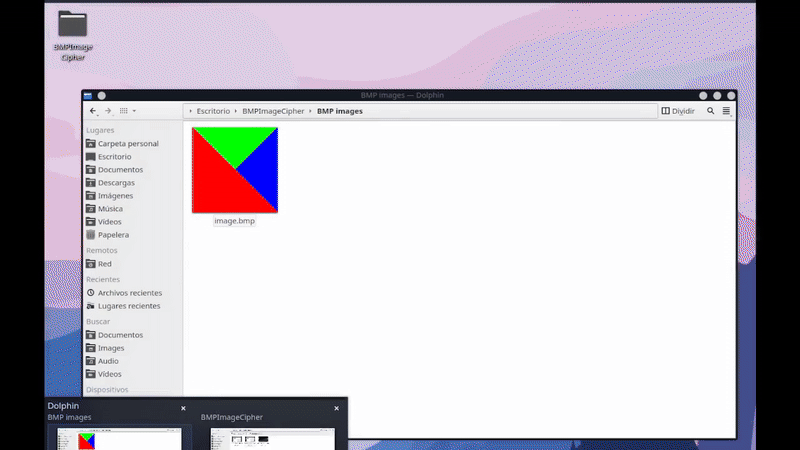 BMPImage
Cipher
BMP images — Dolphin
Escritorio > BMPImageCipher > BMP images
Dividir
Lugares
Carpeta personal
Escritorio
Documentos
Descargas
Imágenes
Música
Vídeos
Papelera
Remotos
Red
Recientes
Archivos recientes
Lugares recientes
Buscar
Documentos
Images
Audio
Vídeos
Dispositivos
image.bmp
Dolphin
BMP images
BMPImageCipher